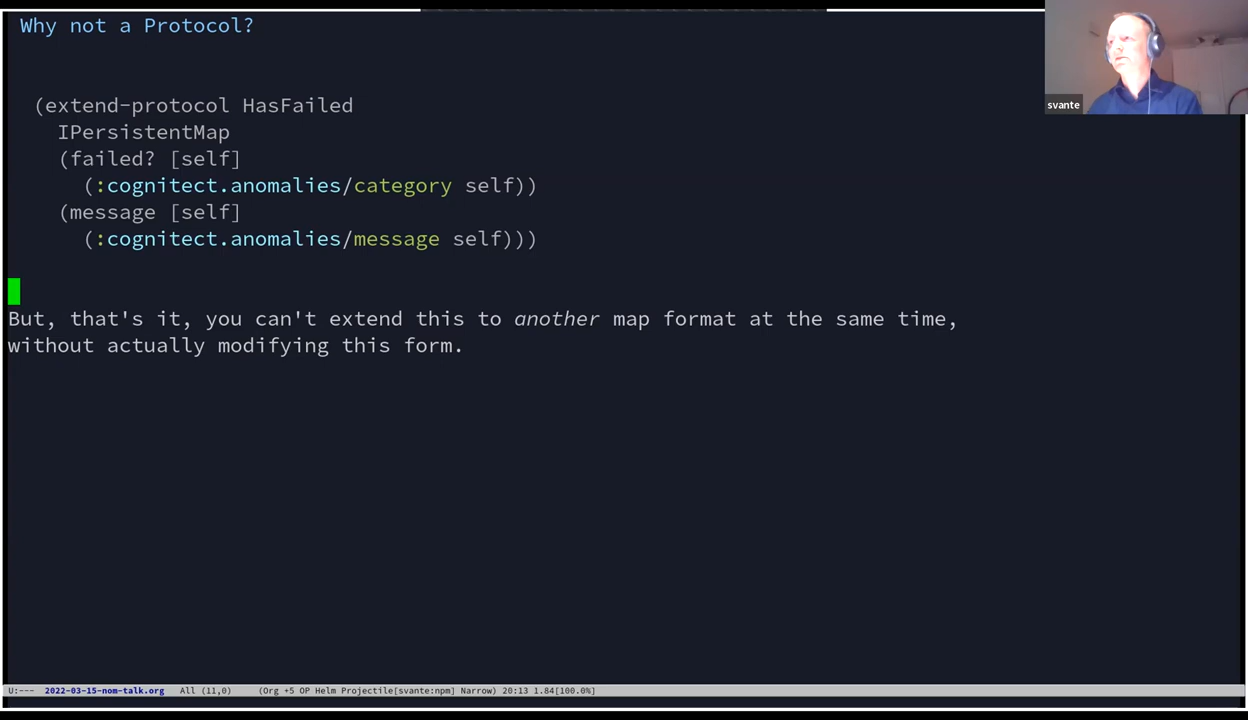 Why not a Protocol?
(extend-protocol HasFailed
IPersistentMap
(failed? [self]
(:cognitect.anomalies/category self))
(message [self]
(:cognitect.anomalies/message self)))
But, that's it, you can't extend this to another map format at the same time,
without actually modifying this form.
svante
U:--- 2022-03-15-nom-talk.org All (11,0) (Org +5 OP Helm Projectile[svante:npm] Narrow) 20:13 1.84[100.0%]